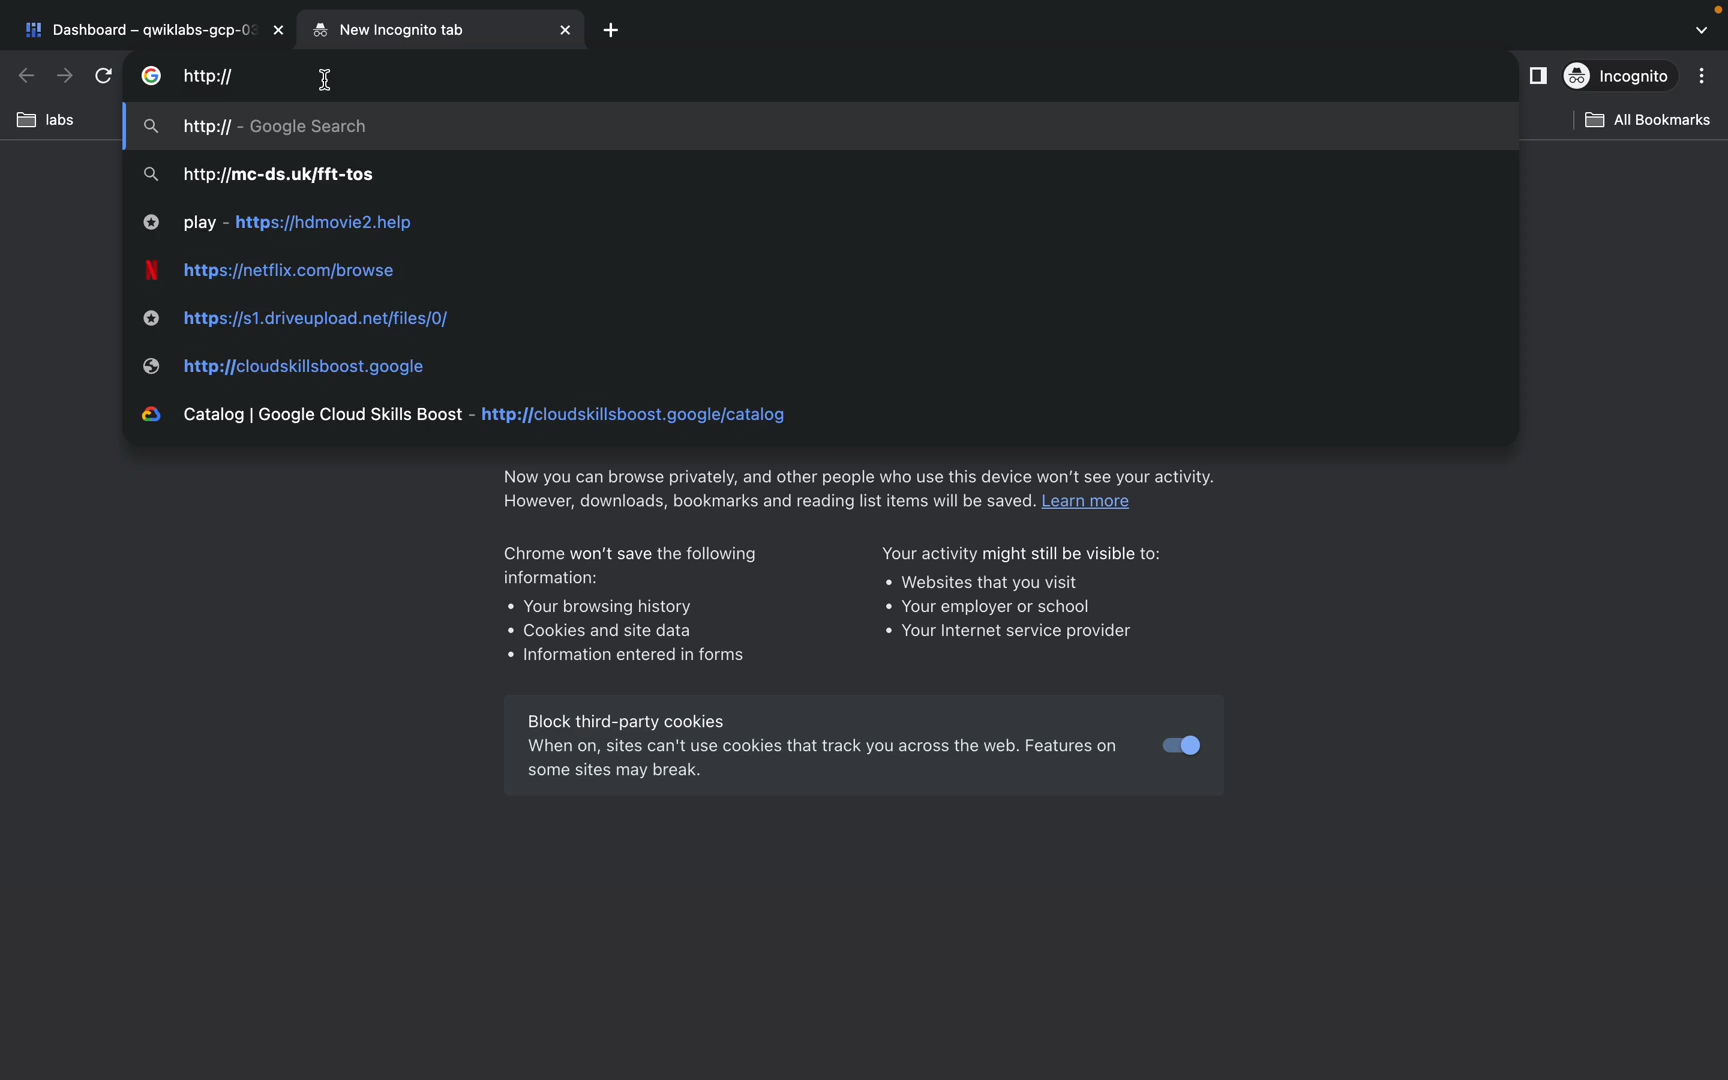 Dashboard – qwiklabs-gcp-03
New Incognito tab
http://
Incognito
labs
All Bookmarks
http:// - Google Search
http://mc-ds.uk/fft-tos
play - https://hdmovie2.help
https://netflix.com/browse
https://s1.driveupload.net/files/0/
http://cloudskillsboost.google
Catalog | Google Cloud Skills Boost - http://cloudskillsboost.google/catalog
Now you can browse privately, and other people who use this device won't see your activity.
However, downloads, bookmarks and reading list items will be saved. Learn more
Chrome won't save the following
information:
• Your browsing history
• Cookies and site data
• Information entered in forms
Your activity might still be visible to:
• Websites that you visit
• Your employer or school
• Your Internet service provider
Block third-party cookies
When on, sites can't use cookies that track you across the web. Features on
some sites may break.